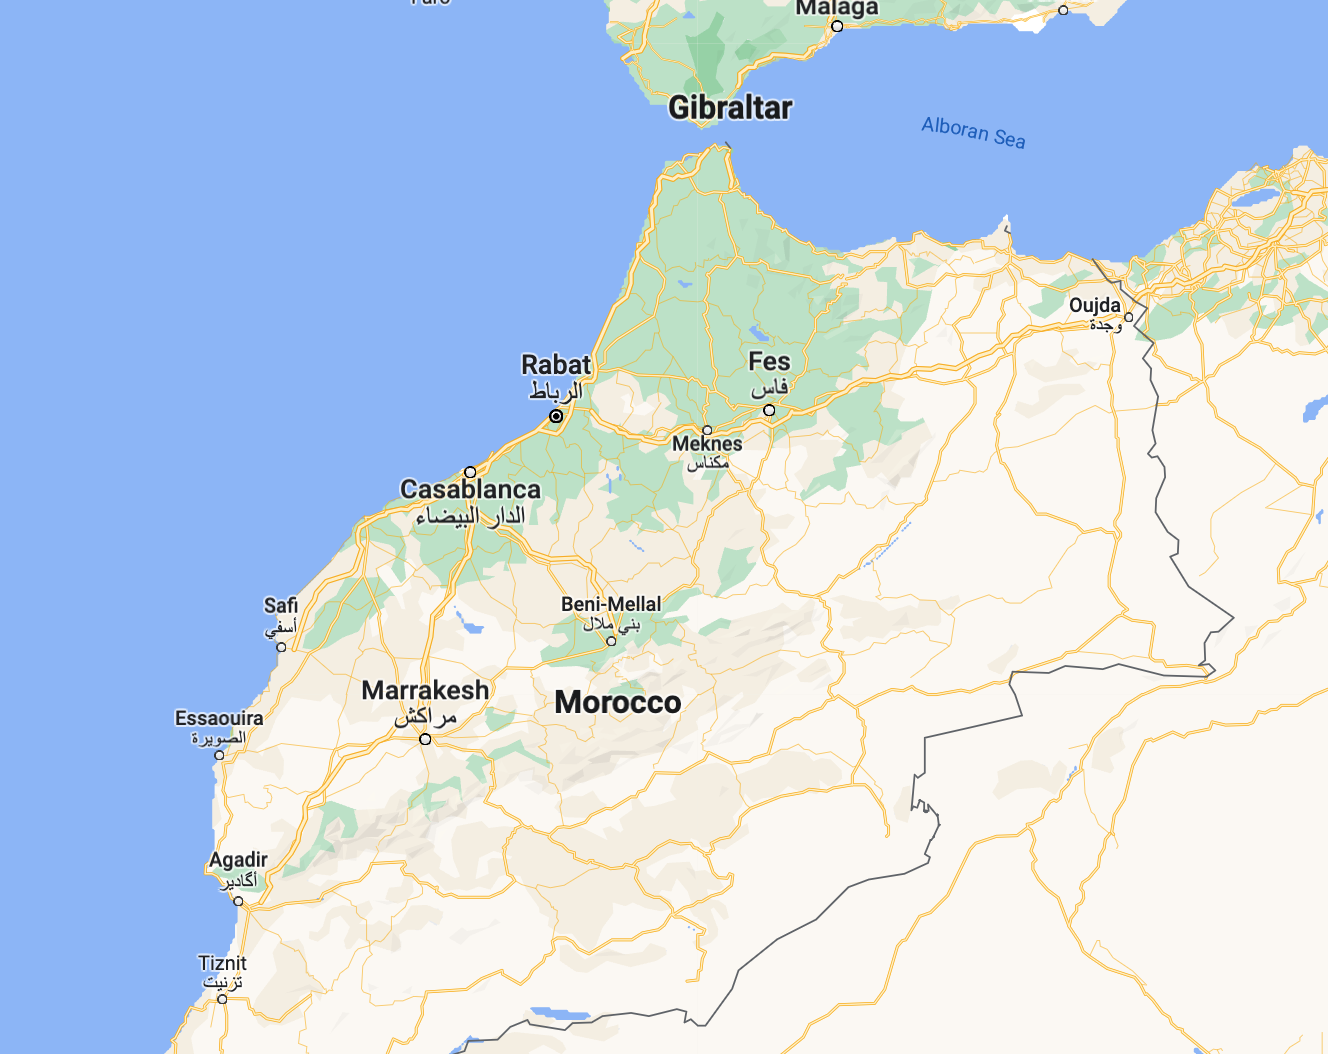 Faro
Malaga
Gibraltar
Alboran Sea
Oujda
وجدة
Rabat
الرباط
Fes
فاس
Meknes
مكناس
Casablanca
الدار البيضاء
Safi
أسفي
Beni-Mellal
بني ملال
Marrakesh
مراكش
Morocco
Essaouira
الصويرة
Agadir
أگادير
Tiznit
تزنيت